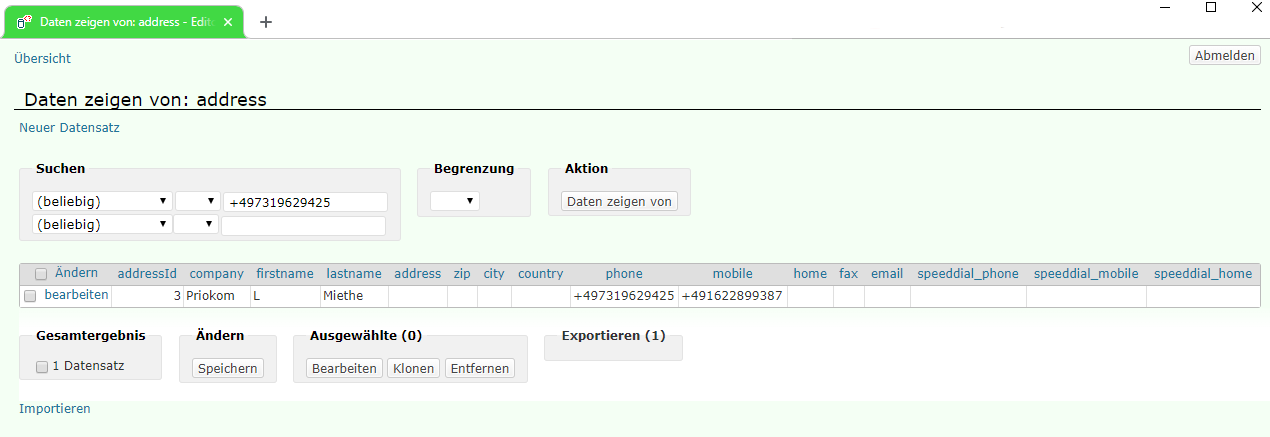 Daten zeigen von: address - Edito
Übersicht
Abmelden
Daten zeigen von: address
Neuer Datensatz
Suchen Begrenzung Aktion
(beliebig) +497319629425 Daten zeigen von
(beliebig)
Ändern addressId company firstname lastname address zip city country phone mobile home fax email speeddial_phone speeddial_mobile speeddial_home
bearbeiten 3 Priokom L Miethe +497319629425 +491622899387
Gesamtergebnis Ändern Ausgewählte (0) Exportieren (1)
1 Datensatz Speichern Bearbeiten Klonen Entfernen
Importieren